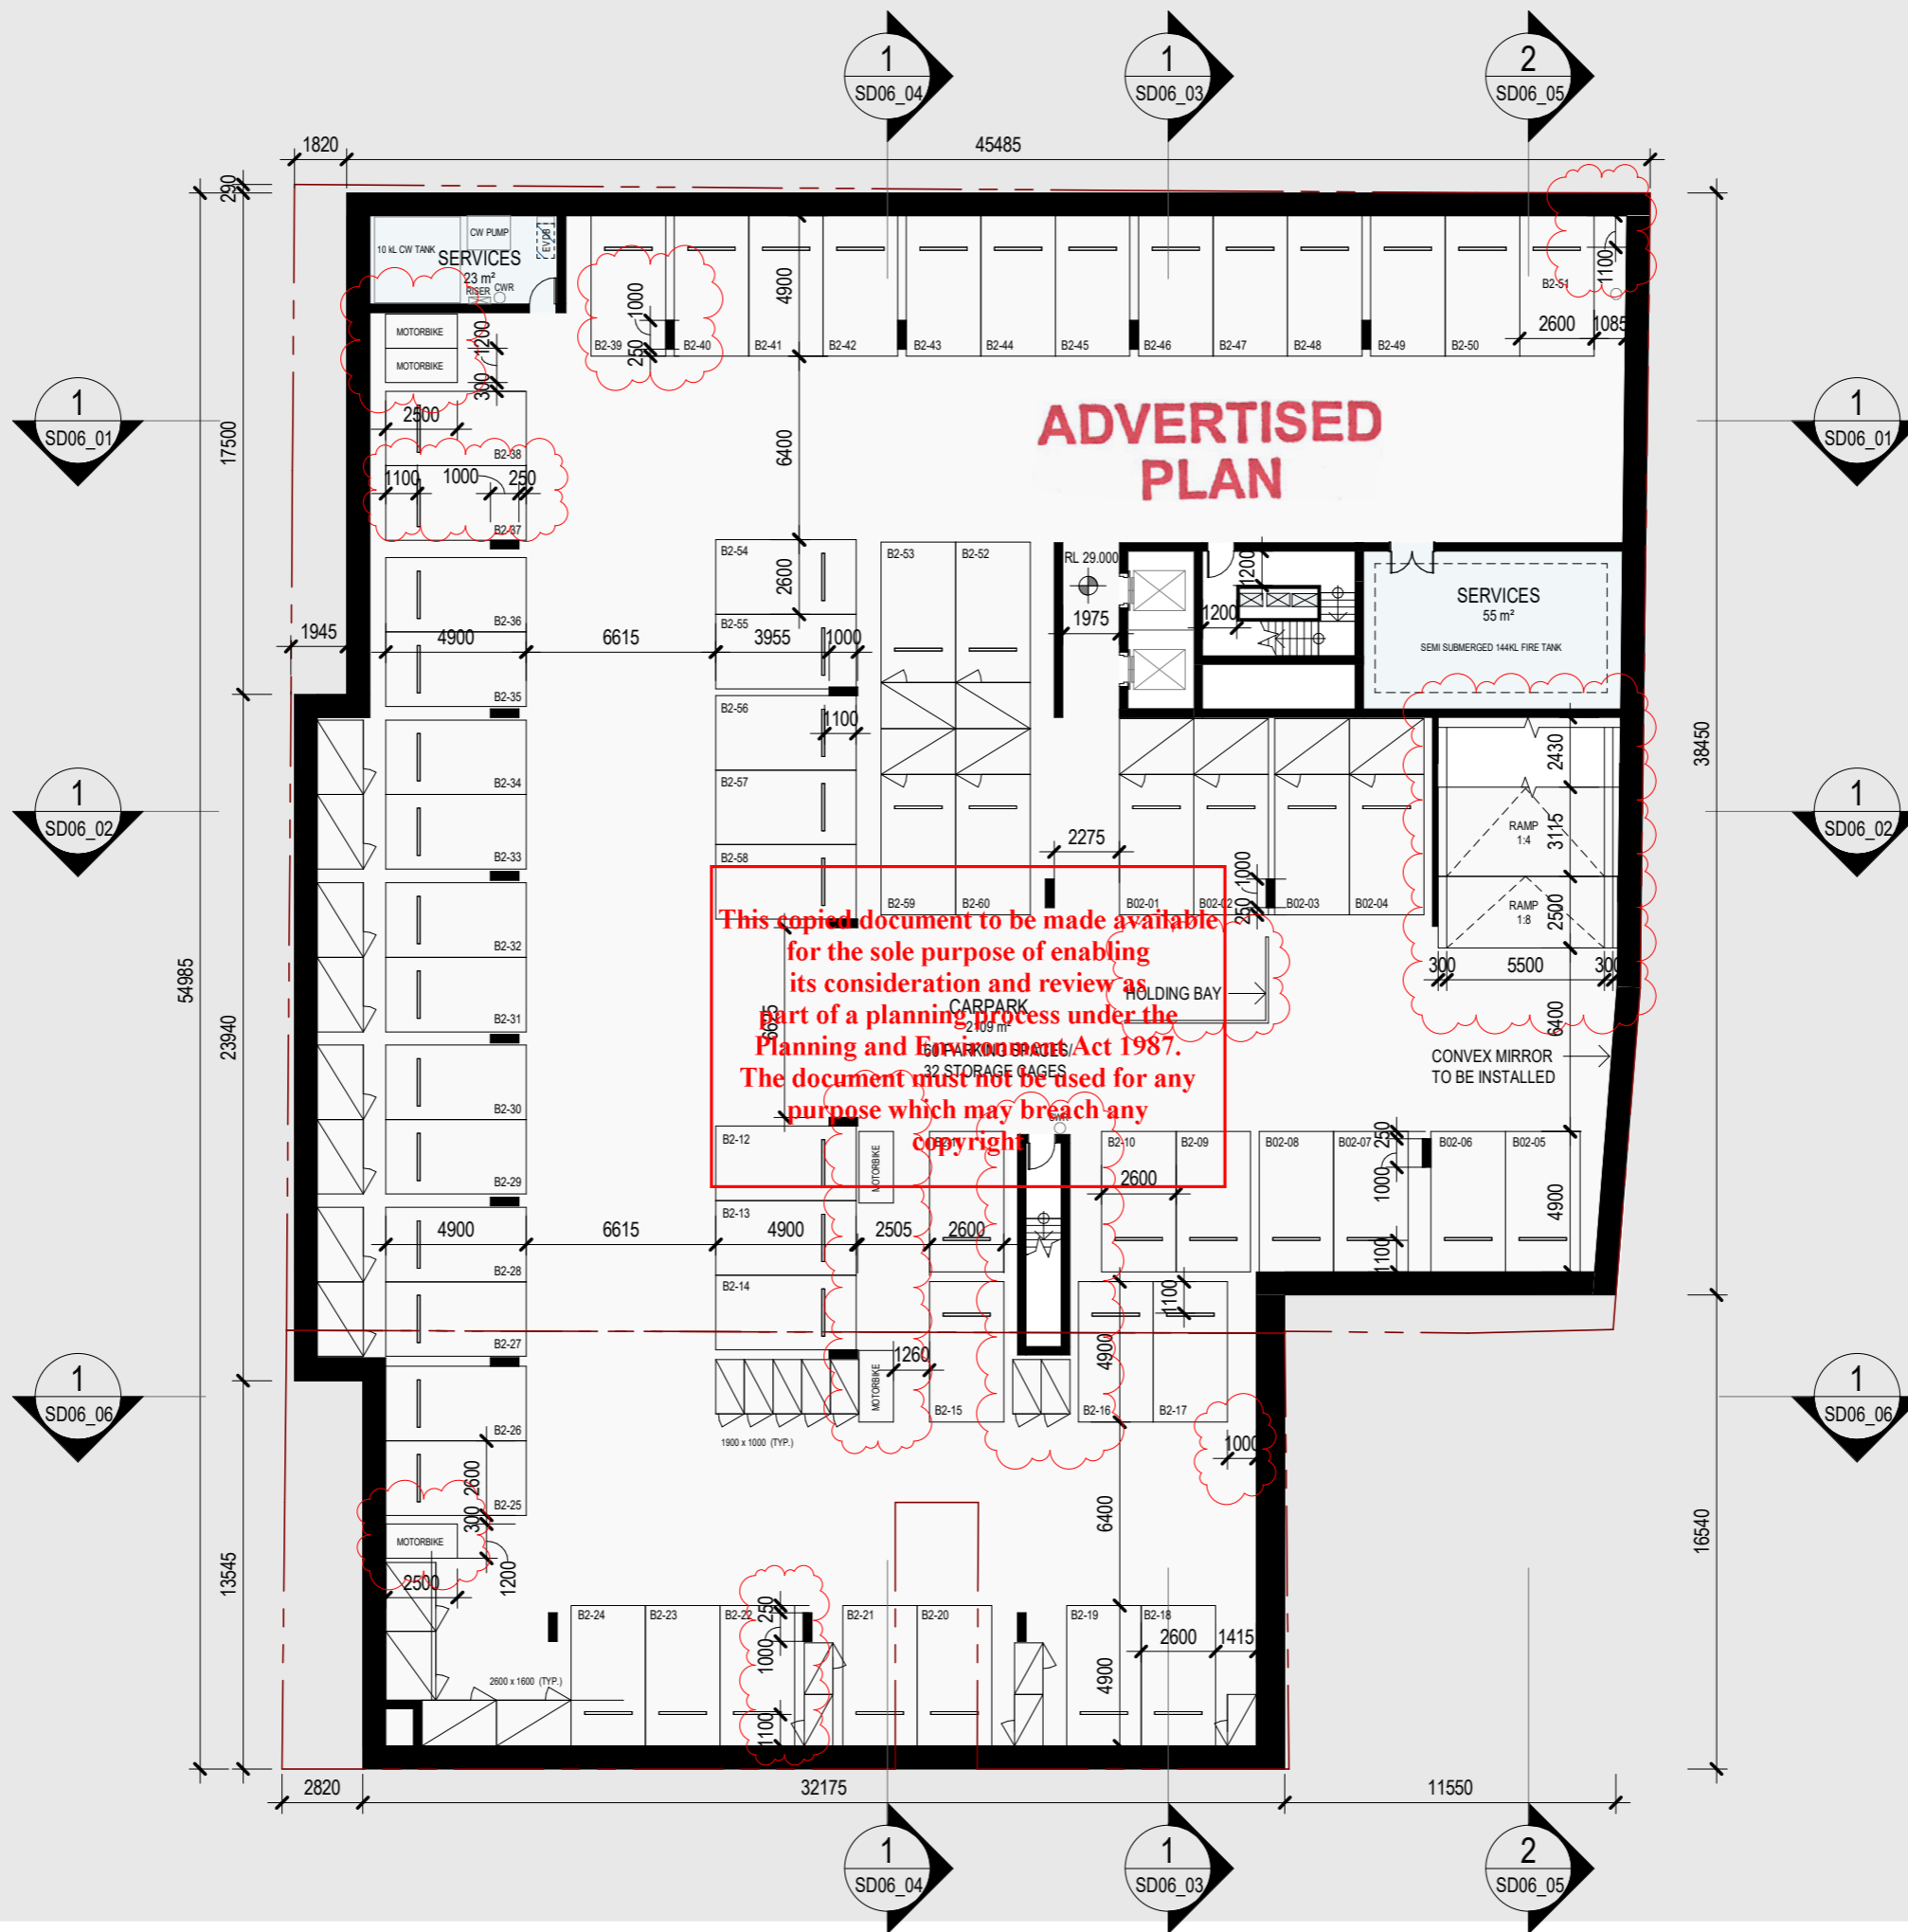 1
SD06_04
1
SD06_03
2
SD06_05
1820
45485
290
10 kL CW TANK
CW PUMP
EVDB
SERVICES
23 m²
RISER
CWR
MOTORBIKE
MOTORBIKE
1200
300
2500
B2-38
1100
1000
250
B2-37
1000
250
4900
B2-39
B2-40
B2-41
B2-42
B2-43
B2-44
B2-45
B2-46
B2-47
B2-48
B2-49
B2-50
B2-51
1100
2600
1085
1
SD06_01
17500
6400
ADVERTISED
PLAN
1
SD06_01
B2-54
2600
B2-55
B2-53
B2-52
RL 29.000
1975
1200
1200
SERVICES
55 m²
SEMI SUBMERGED 144KL FIRE TANK
1945
B2-36
4900
6615
3955
1000
B2-35
B2-56
1100
38450
1
SD06_02
B2-34
B2-33
B2-57
B2-58
B2-59
B2-60
2275
B02-01
B02-02
1000
250
B02-03
B02-04
2430
RAMP
1:4
3115
RAMP
1:8
2500
300
5500
300
1
SD06_02
This copied document to be made available
for the sole purpose of enabling
its consideration and review as
part of a planning process under the
Planning and Environment Act 1987.
The document must not be used for any
purpose which may breach any
copyright
CARPARK
2109 m²
60 PARKING SPACES/
32 STORAGE CAGES
HOLDING BAY
6400
CONVEX MIRROR
TO BE INSTALLED
54985
23940
B2-32
B2-31
B2-30
B2-29
B2-12
MOTORBIKE
CWR
B2-10
B2-09
B02-08
B02-07
B02-06
B02-05
250
1000
1100
4900
2600
B2-13
4900
6615
4900
2505
2600
B2-28
B2-14
B2-27
1100
4900
1260
MOTORBIKE
B2-15
B2-16
B2-17
1900 x 1000 (TYP.)
1000
1
SD06_06
1
SD06_06
B2-26
2600
B2-25
300
MOTORBIKE
1200
2500
6400
13545
16540
B2-24
B2-23
B2-22
250
1000
1100
B2-21
B2-20
B2-19
B2-18
2600
1415
4900
2600 x 1600 (TYP.)
2820
32175
11550
1
SD06_04
1
SD06_03
2
SD06_05